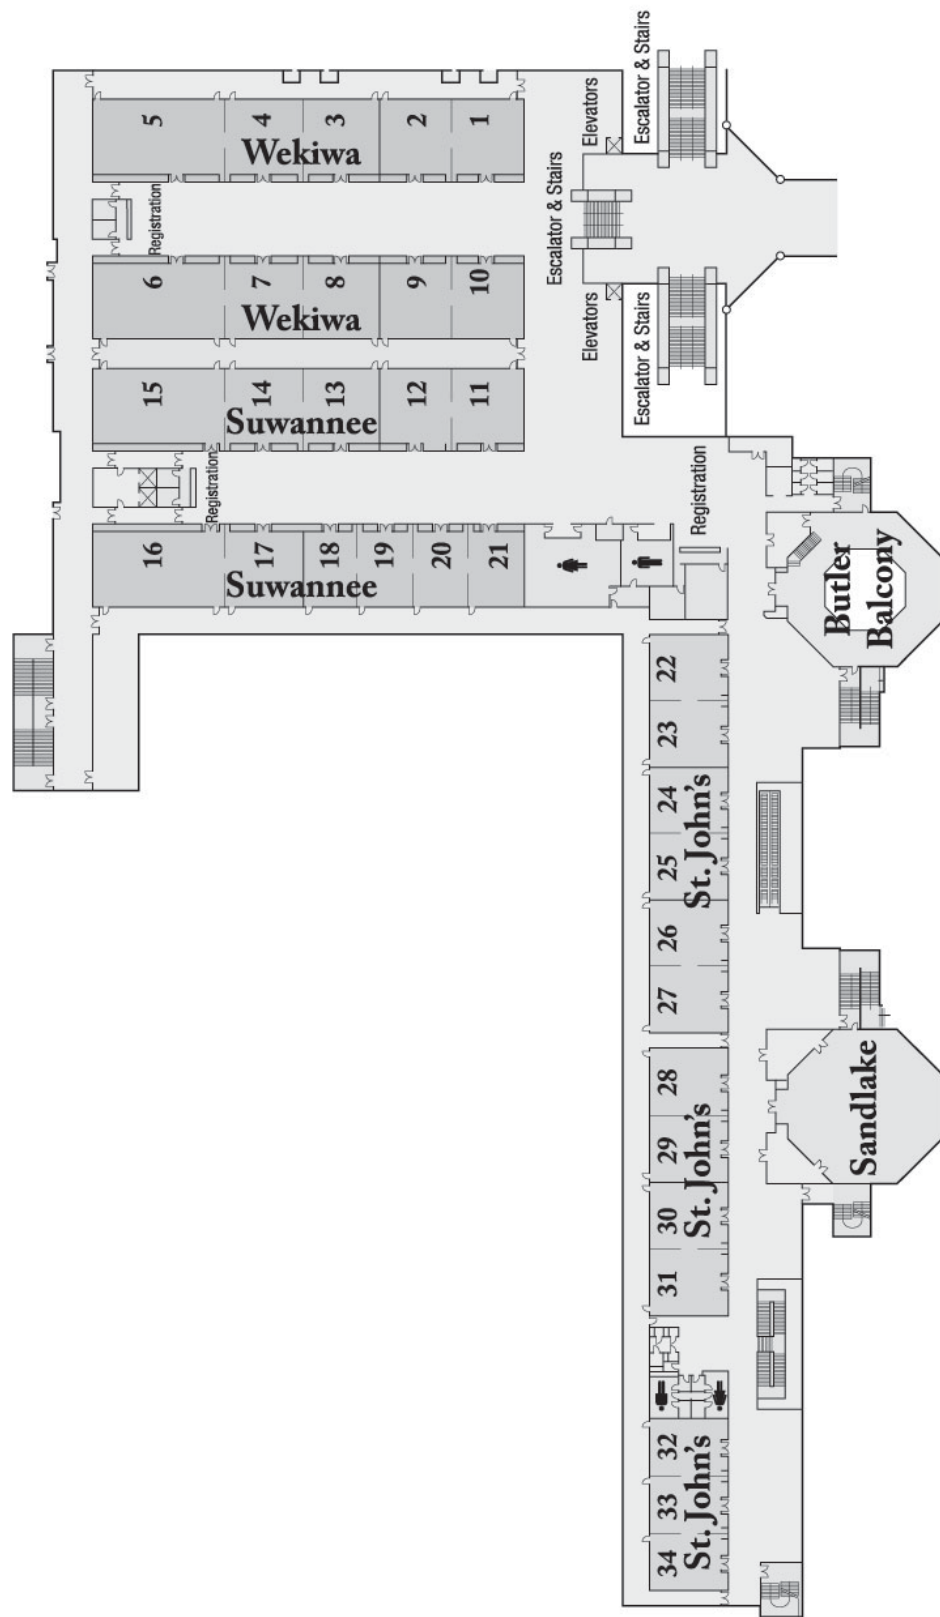 5
4
3
2
1
Wekiwa
Registration
Elevators
Escalator & Stairs
Escalator & Stairs
6
7
8
9
10
Wekiwa
Elevators
Escalator & Stairs
15
14
13
12
11
Suwannee
Registration
Registration
16
17
18
19
20
21
Suwannee
Butler
Balcony
22
23
24
25
St. John's
26
27
28
29
30
31
St. John's
Sandlake
32
33
34
St. John's